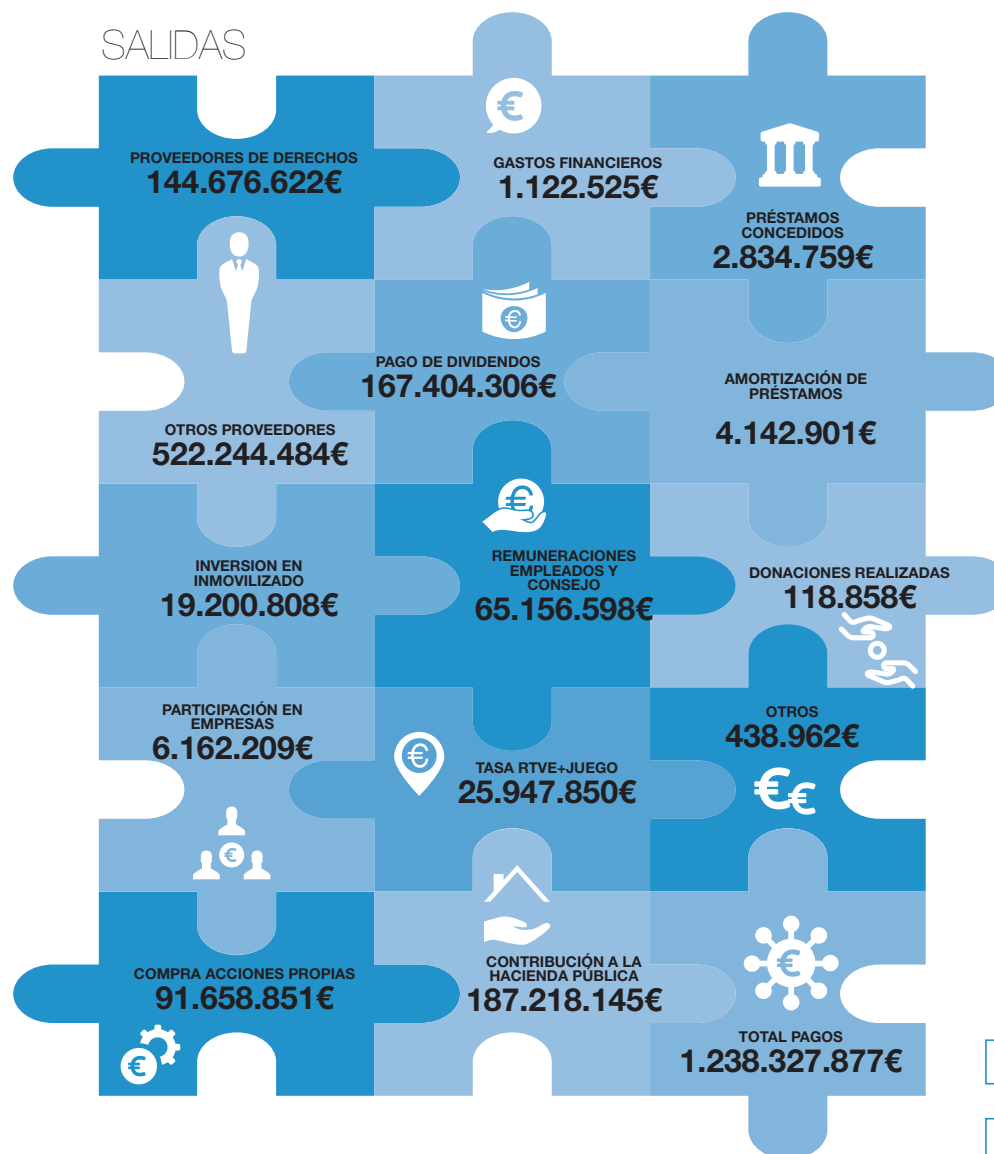 SALIDAS
PROVEEDORES DE DERECHOS
144.676.622€
€
GASTOS FINANCIEROS
1.122.525€
PRÉSTAMOS
CONCEDIDOS
2.834.759€
OTROS PROVEEDORES
522.244.484€
€
PAGO DE DIVIDENDOS
167.404.306€
AMORTIZACIÓN DE
PRÉSTAMOS
4.142.901€
INVERSION EN
INMOVILIZADO
19.200.808€
€
REMUNERACIONES
EMPLEADOS Y
CONSEJO
65.156.598€
DONACIONES REALIZADAS
118.858€
PARTICIPACIÓN EN
EMPRESAS
6.162.209€
€
€
TASA RTVE+JUEGO
25.947.850€
OTROS
438.962€
€€
COMPRA ACCIONES PROPIAS
91.658.851€
€
CONTRIBUCIÓN A LA
HACIENDA PÚBLICA
187.218.145€
€
TOTAL PAGOS
1.238.327.877€